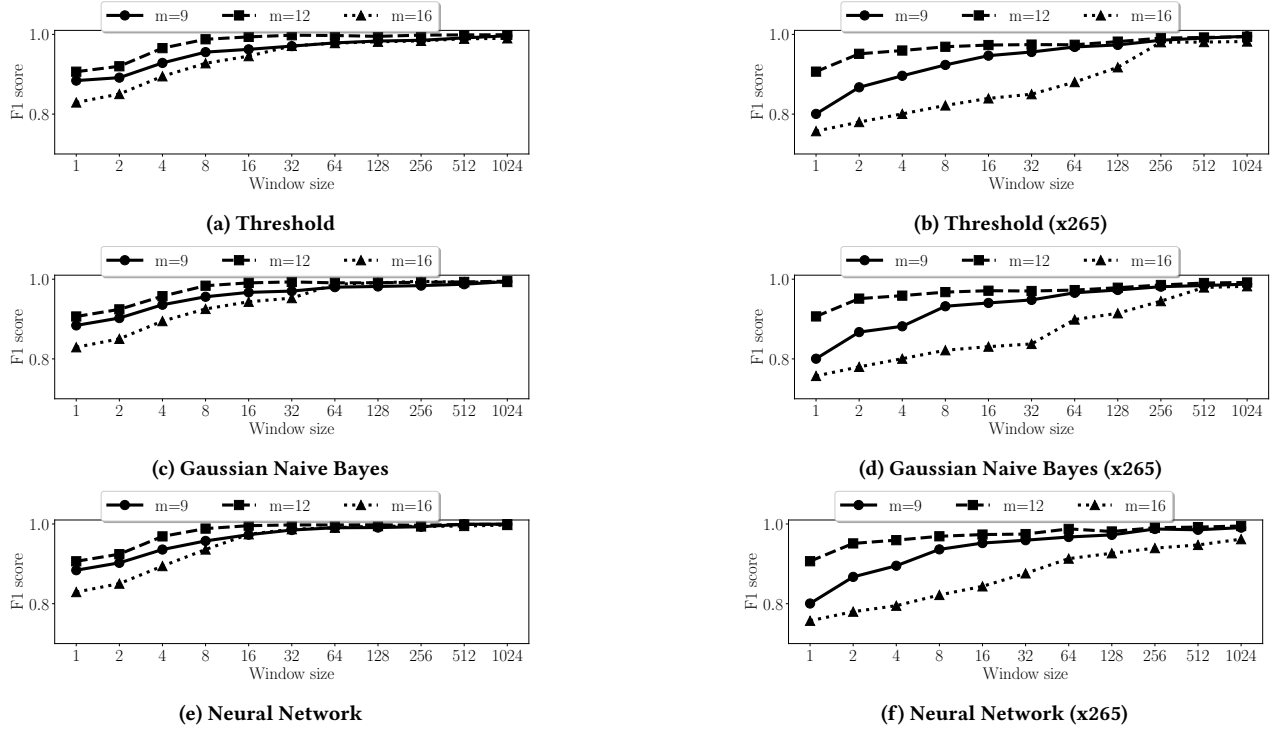 m=9 m=12 m=16
1.0
0.8
F1 score
1 2 4 8 16 32 64 128 256 512 1024
Window size
(a) Threshold
m=9 m=12 m=16
1.0
0.8
F1 score
1 2 4 8 16 32 64 128 256 512 1024
Window size
(b) Threshold (x265)
m=9 m=12 m=16
1.0
0.8
F1 score
1 2 4 8 16 32 64 128 256 512 1024
Window size
(c) Gaussian Naive Bayes
m=9 m=12 m=16
1.0
0.8
F1 score
1 2 4 8 16 32 64 128 256 512 1024
Window size
(d) Gaussian Naive Bayes (x265)
m=9 m=12 m=16
1.0
0.8
F1 score
1 2 4 8 16 32 64 128 256 512 1024
Window size
(e) Neural Network
m=9 m=12 m=16
1.0
0.8
F1 score
1 2 4 8 16 32 64 128 256 512 1024
Window size
(f) Neural Network (x265)